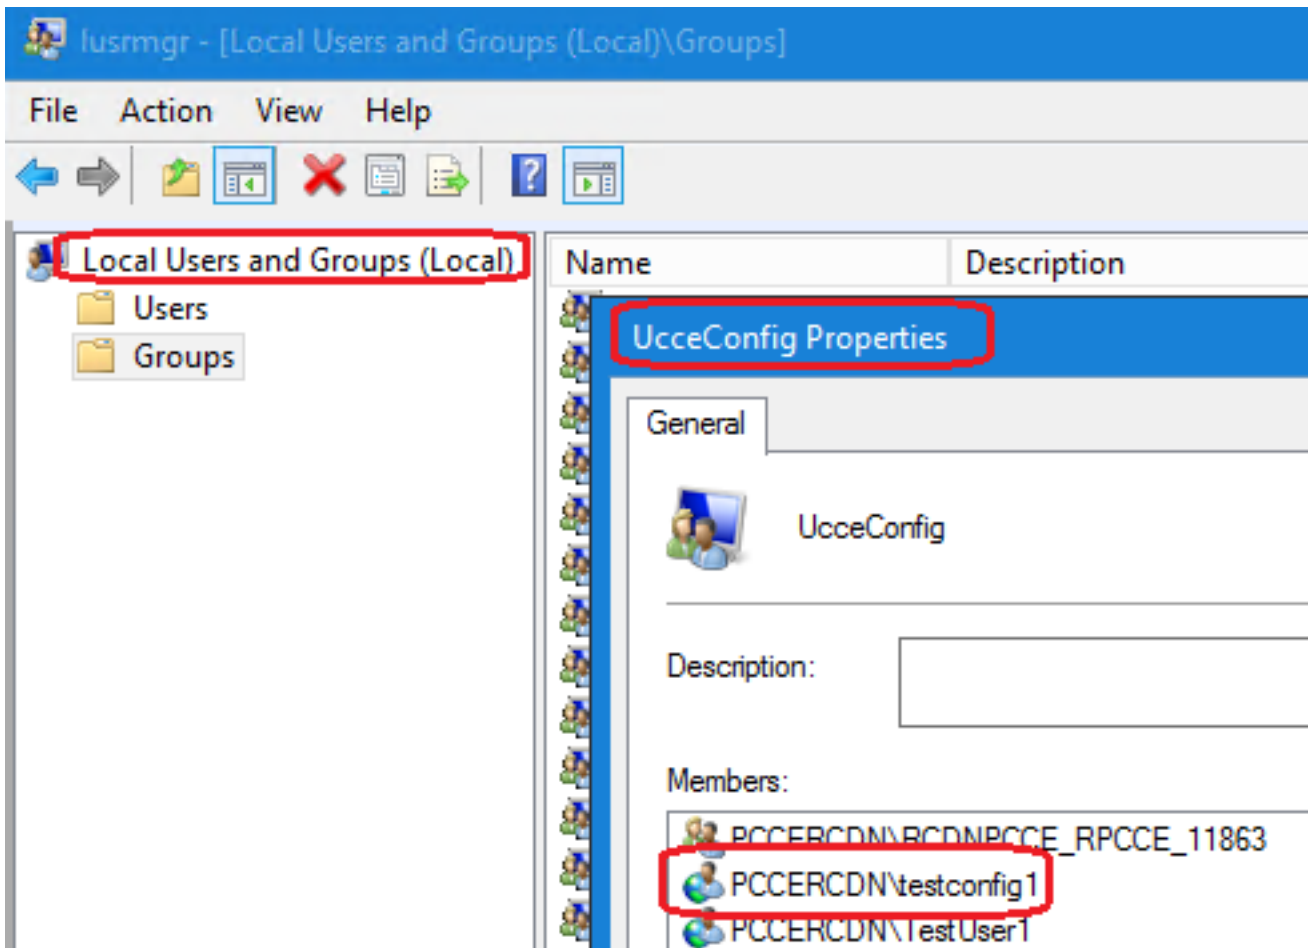 lusrmgr - [Local Users and Groups (Local)\Groups]
File Action View Help
Local Users and Groups (Local)
Users
Groups
Name Description
UcceConfig Properties
General
UcceConfig
Description:
Members:
PCCERCDN\RCDNPCCE_RPCCE_11863
PCCERCDN\testconfig1
PCCERCDN\TestUser1